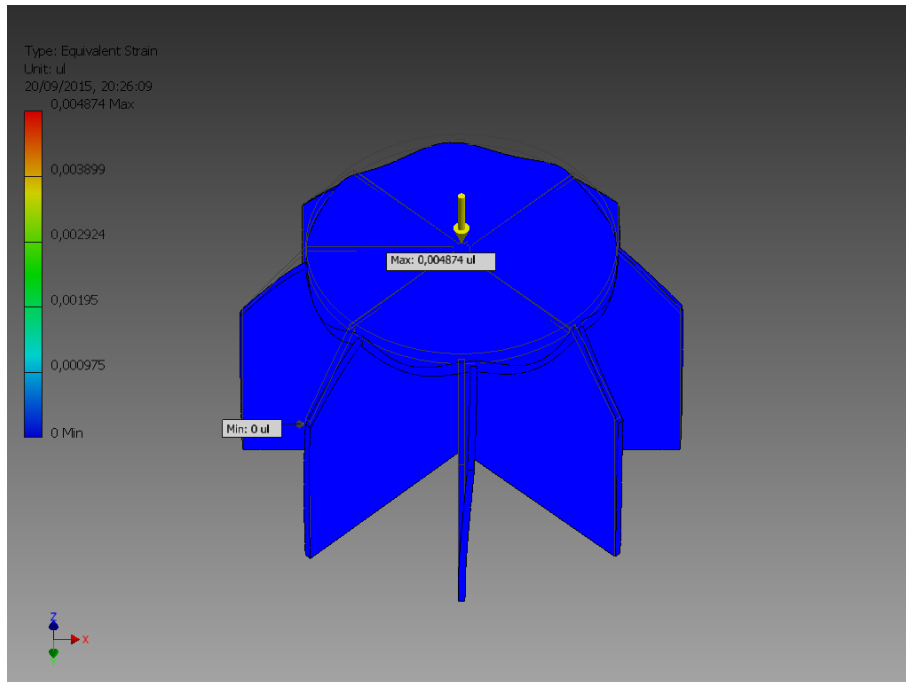 Type: Equivalent Strain
Unit: ul
20/09/2015, 20:26:09
0,004874 Max
0,003899
0,002924
0,00195
0,000975
0 Min
Max: 0,004874 ul
Min: 0 ul
Z
X
Y